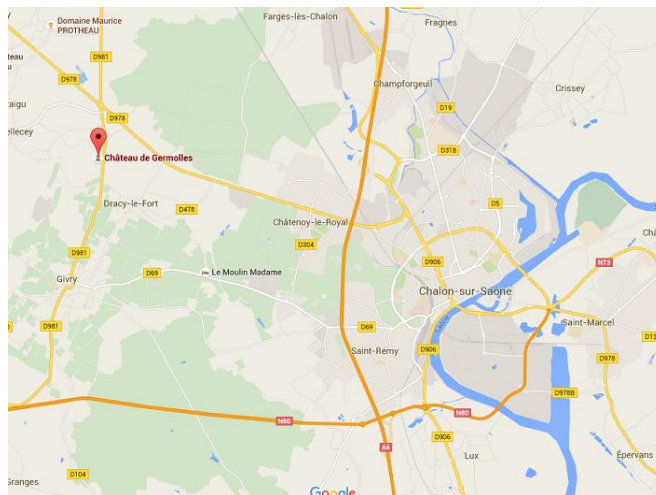 Domaine Maurice
PROTHEAU
Farges-lès-Chalon
Fragnes
D981
D978
Champforgeuil
Crissey
D19
D978
ellecey
D318
Château de Germolles
Dracy-le-Fort
D478
D5
Châtenoy-le-Royal
D304
D981
D906
N73
Givry
D69
Le Moulin Madame
Chalon-sur-Saone
Saône
D981
D69
Saint-Marcel
Saint-Rémy
D906
D978
D978B
N80
N80
D906
A6
Lux
D104
Épervans
Granges
Google